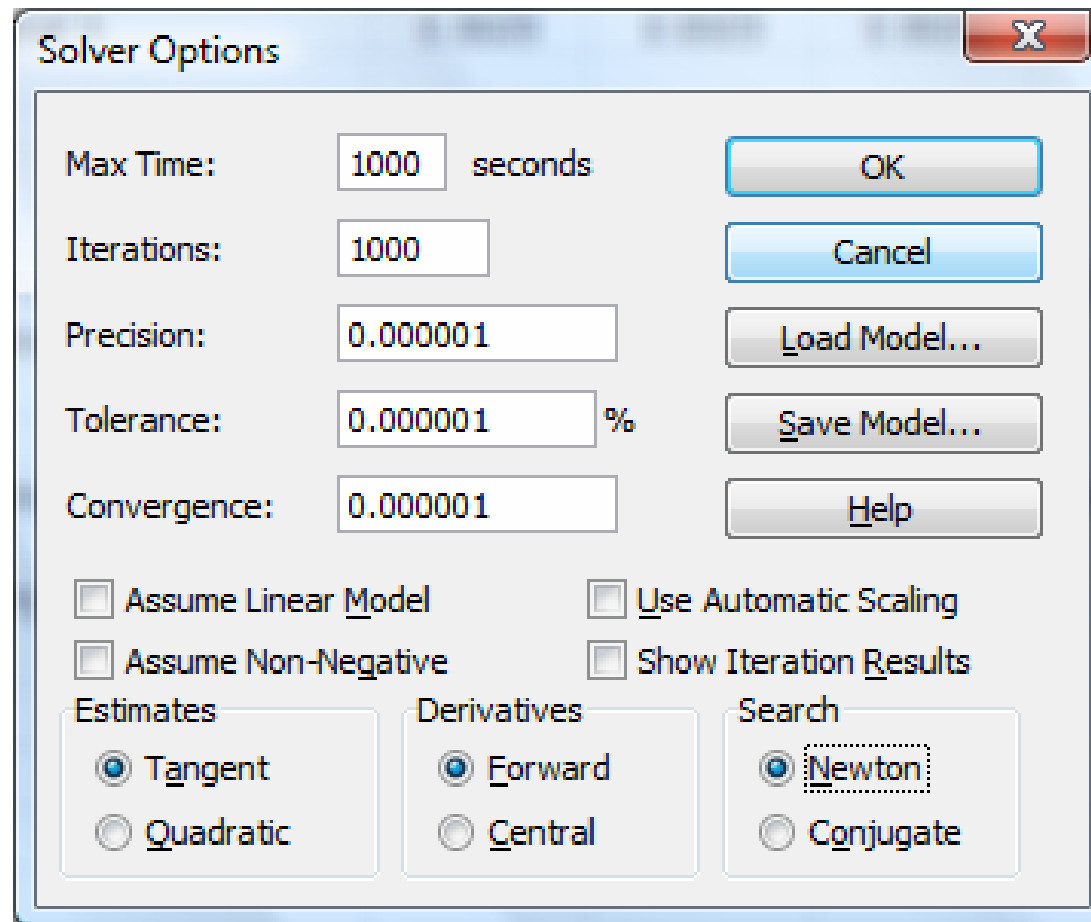 Solver Options
Max Time: 1000 seconds
OK
Iterations: 1000
Cancel
Precision: 0.000001
Load Model...
Tolerance: 0.000001 %
Save Model...
Convergence: 0.000001
Help
Assume Linear Model
Use Automatic Scaling
Assume Non-Negative
Show Iteration Results
Estimates
Derivatives
Search
Tangent
Forward
Newton
Quadratic
Central
Conjugate